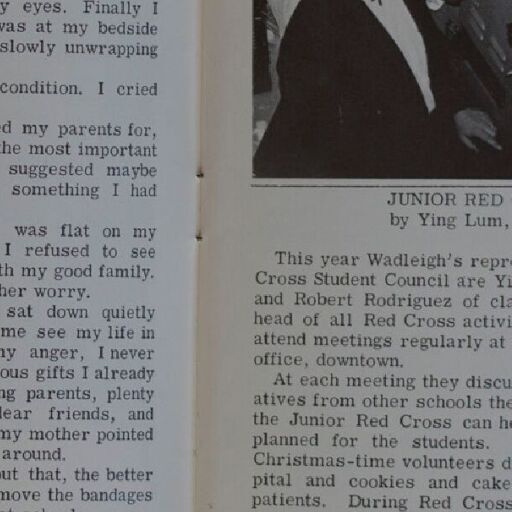 y eyes. Finally I
was at my bedside
slowly unwrapping
condition. I cried
ed my parents for,
the most important
suggested maybe
something I had
was flat on my
I refused to see
th my good family.
her worry.
sat down quietly
me see my life in
my anger, I never
ous gifts I already
ng parents, plenty
dear friends, and
my mother pointed
around.
out that, the better
move the bandages
JUNIOR RED
by Ying Lum,
This year Wadleigh's repr
Cross Student Council are Yi
and Robert Rodriguez of cla
head of all Red Cross activi
attend meetings regularly at
office, downtown.
At each meeting they discu
atives from other schools the
the Junior Red Cross can he
planned for the students.
Christmas-time volunteers d
pital and cookies and cake
patients. During Red Cross